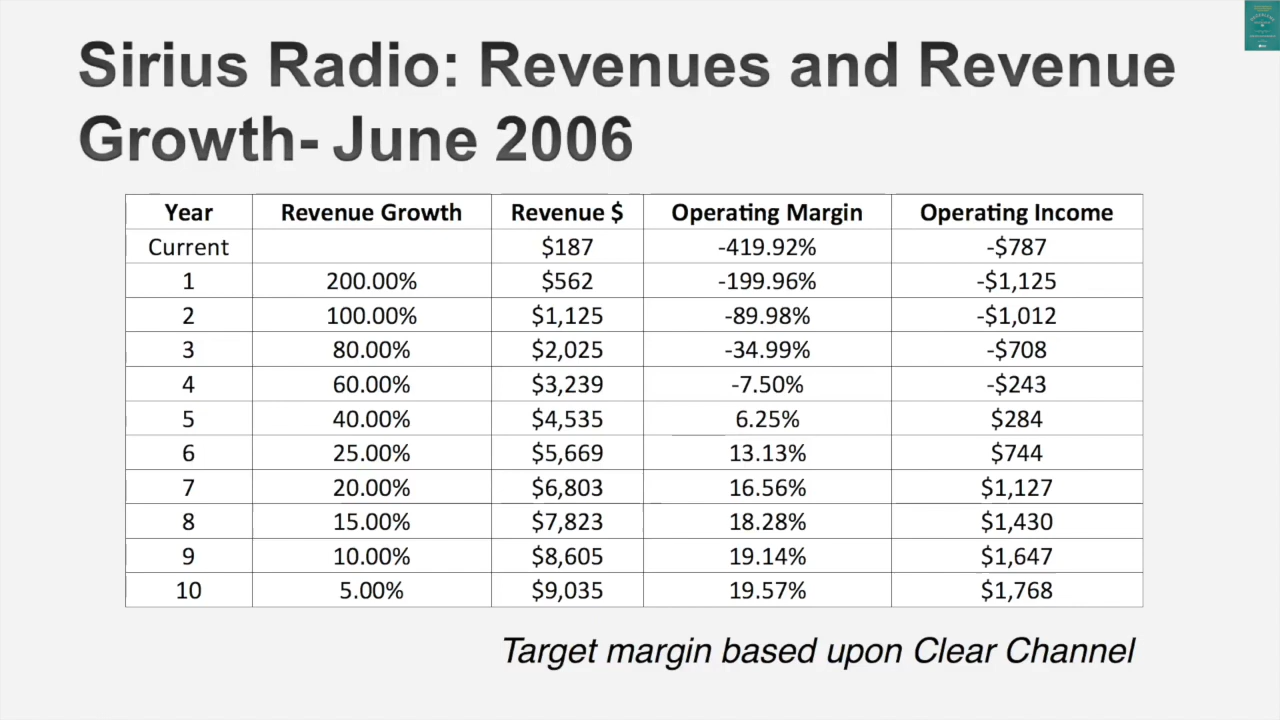 Sirius Radio: Revenues and Revenue
Growth- June 2006
Year Revenue Growth Revenue $ Operating Margin Operating Income
Current $187 -419.92% -$787
1 200.00% $562 -199.96% -$1,125
2 100.00% $1,125 -89.98% -$1,012
3 80.00% $2,025 -34.99% -$708
4 60.00% $3,239 -7.50% -$243
5 40.00% $4,535 6.25% $284
6 25.00% $5,669 13.13% $744
7 20.00% $6,803 16.56% $1,127
8 15.00% $7,823 18.28% $1,430
9 10.00% $8,605 19.14% $1,647
10 5.00% $9,035 19.57% $1,768
Target margin based upon Clear Channel